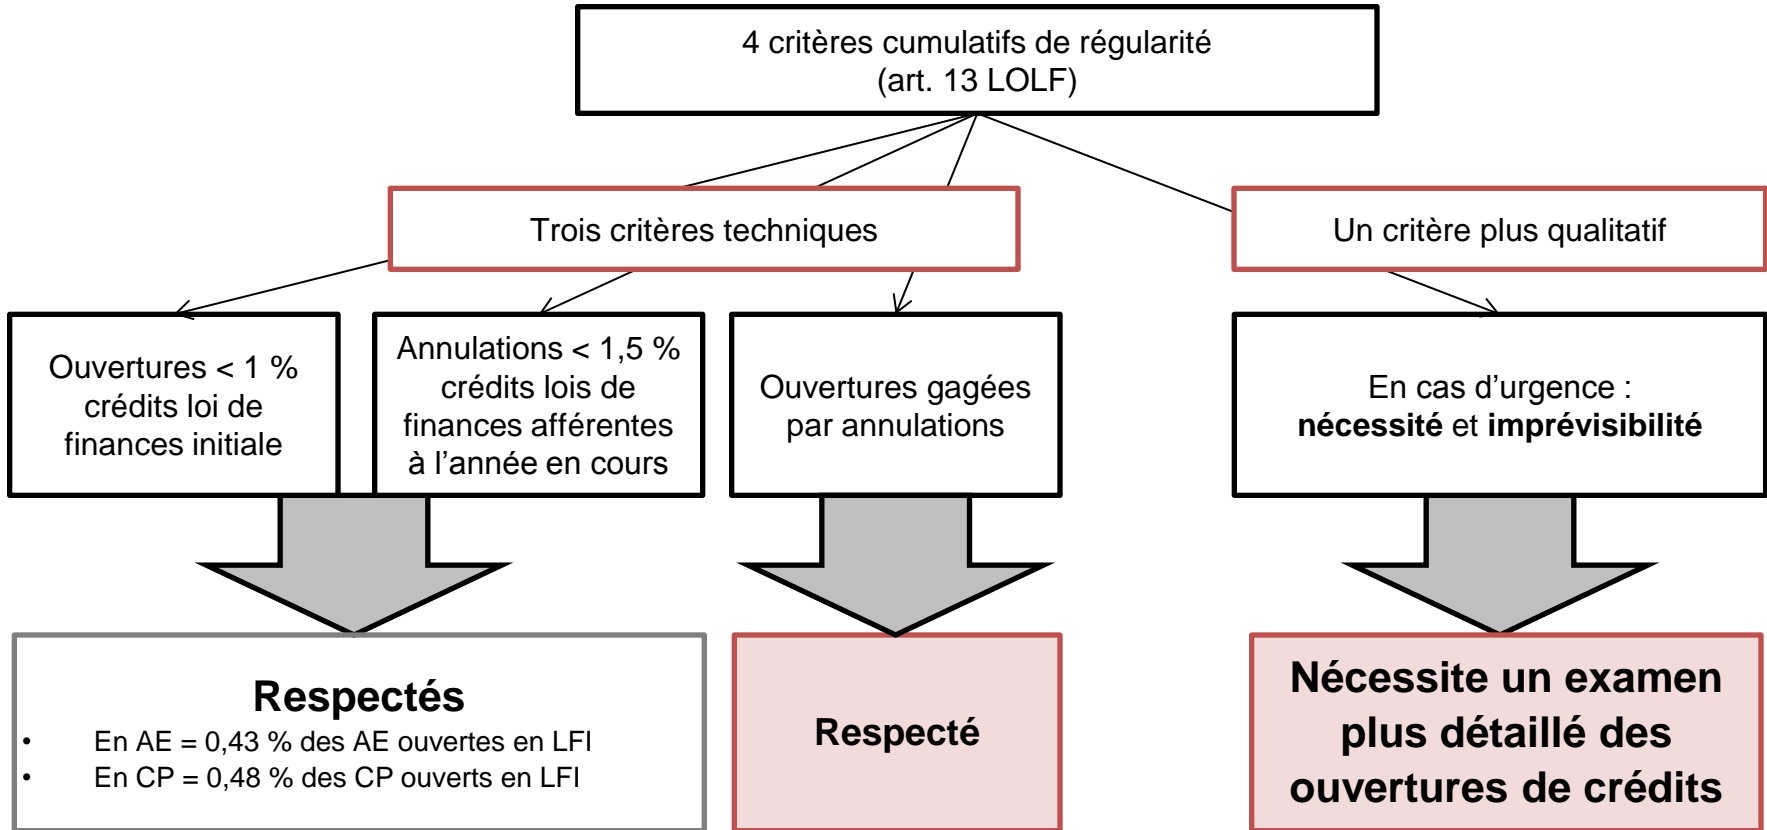 4 critères cumulatifs de régularité
(art. 13 LOLF)
Trois critères techniques
Un critère plus qualitatif
Ouvertures < 1 %
crédits loi de
finances initiale
Annulations < 1,5 %
crédits lois de
finances afférentes
à l’année en cours
Ouvertures gagées
par annulations
En cas d’urgence :
nécessité et imprévisibilité
Respectés
• En AE = 0,43 % des AE ouvertes en LFI
• En CP = 0,48 % des CP ouverts en LFI
Respecté
Nécessite un examen
plus détaillé des
ouvertures de crédits